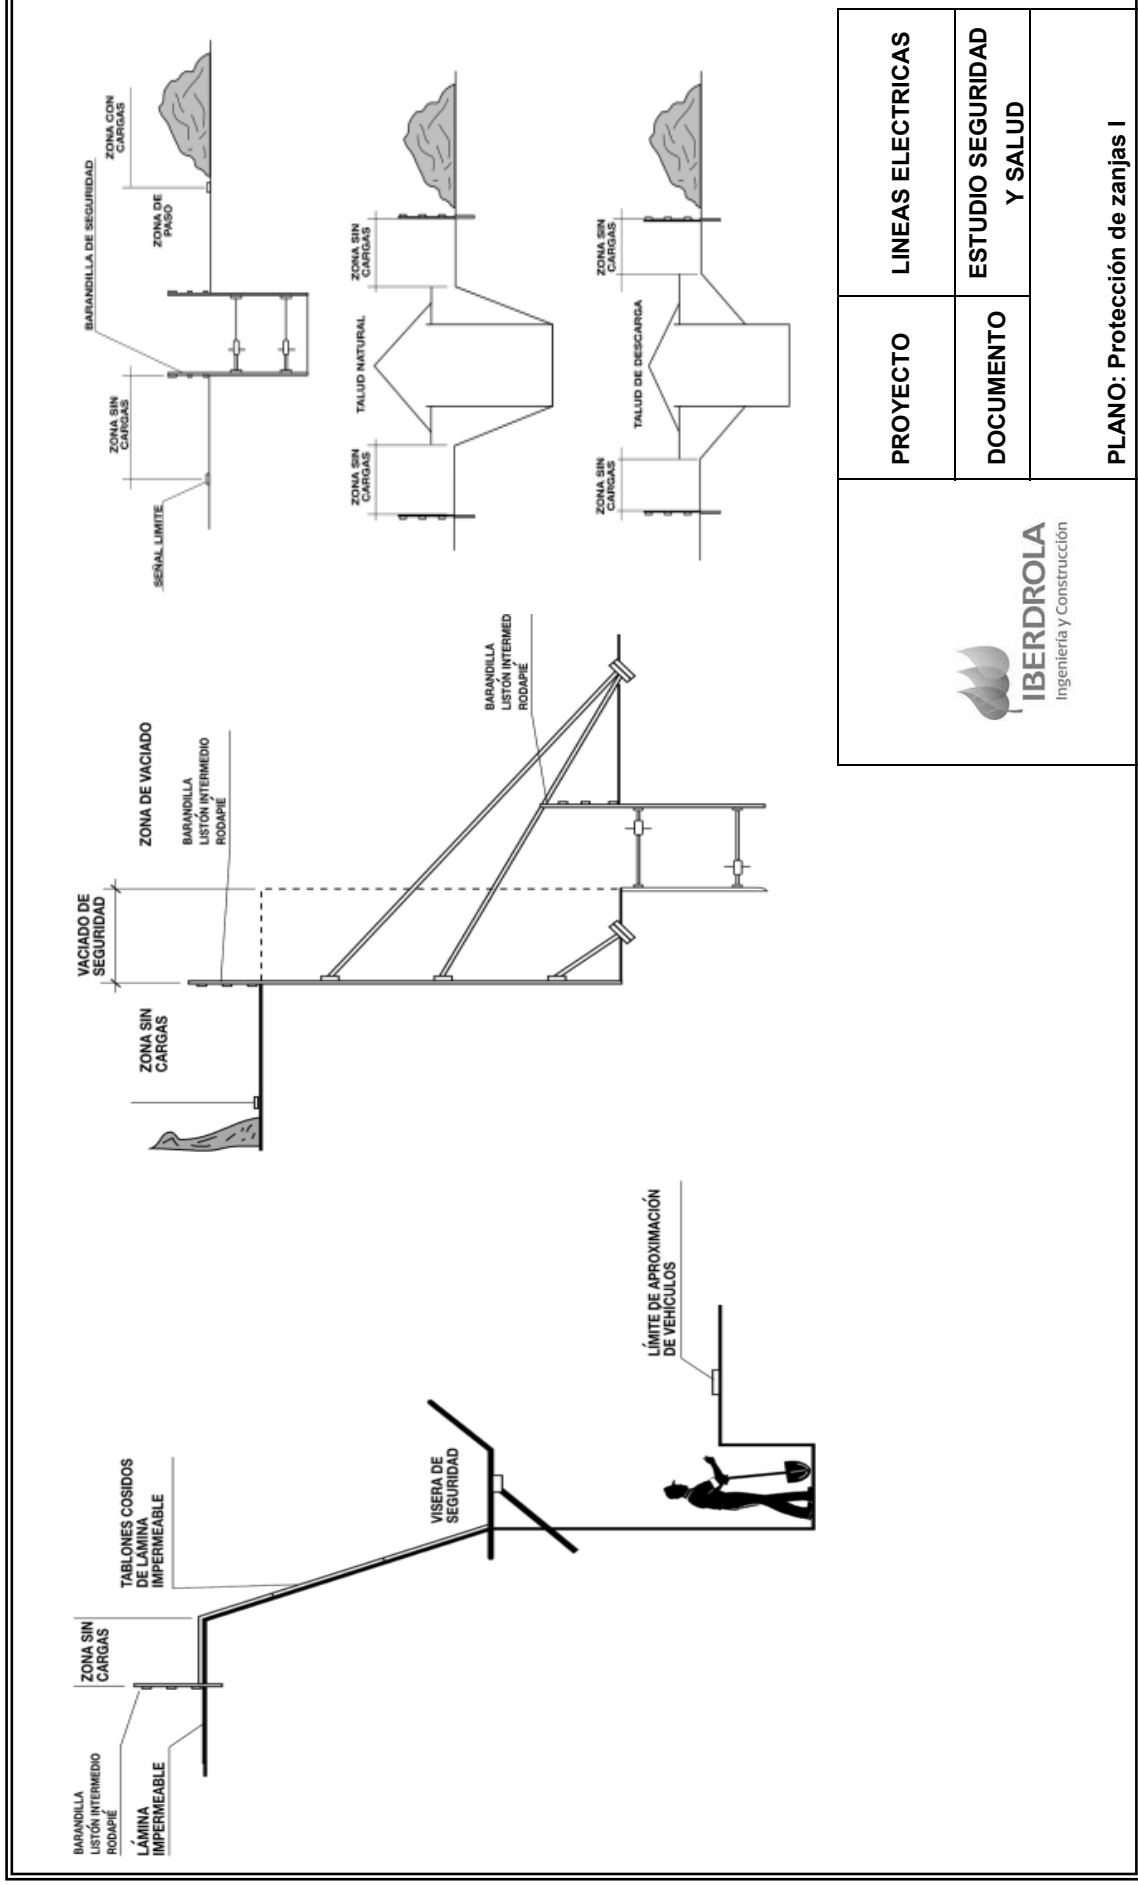 BARANDILLA
LISTÓN INTERMEDIO
RODAPIÉ
LÁMINA
IMPERMEABLE
ZONA SIN
CARGAS
TABLONES COSIDOS
DE LÁMINA
IMPERMEABLE
VISERA DE
SEGURIDAD
LÍMITE DE APROXIMACIÓN
DE VEHÍCULOS
VACIADO DE
SEGURIDAD
ZONA SIN
CARGAS
ZONA DE VACIADO
BARANDILLA
LISTÓN INTERMEDIO
RODAPIÉ
BARANDILLA
LISTÓN INTERMED
RODAPIÉ
BARANDILLA DE SEGURIDAD
ZONA SIN
CARGAS
SEÑAL LIMITE
ZONA DE
PASO
ZONA CON
CARGAS
ZONA SIN
CARGAS
TALUD NATURAL
ZONA SIN
CARGAS
ZONA SIN
CARGAS
TALUD DE DESCARGA
ZONA SIN
CARGAS
IBERDROLA
Ingeniería y Construcción
PROYECTO
LINEAS ELECTRICAS
DOCUMENTO
ESTUDIO SEGURIDAD
Y SALUD
PLANO: Protección de zanjas I